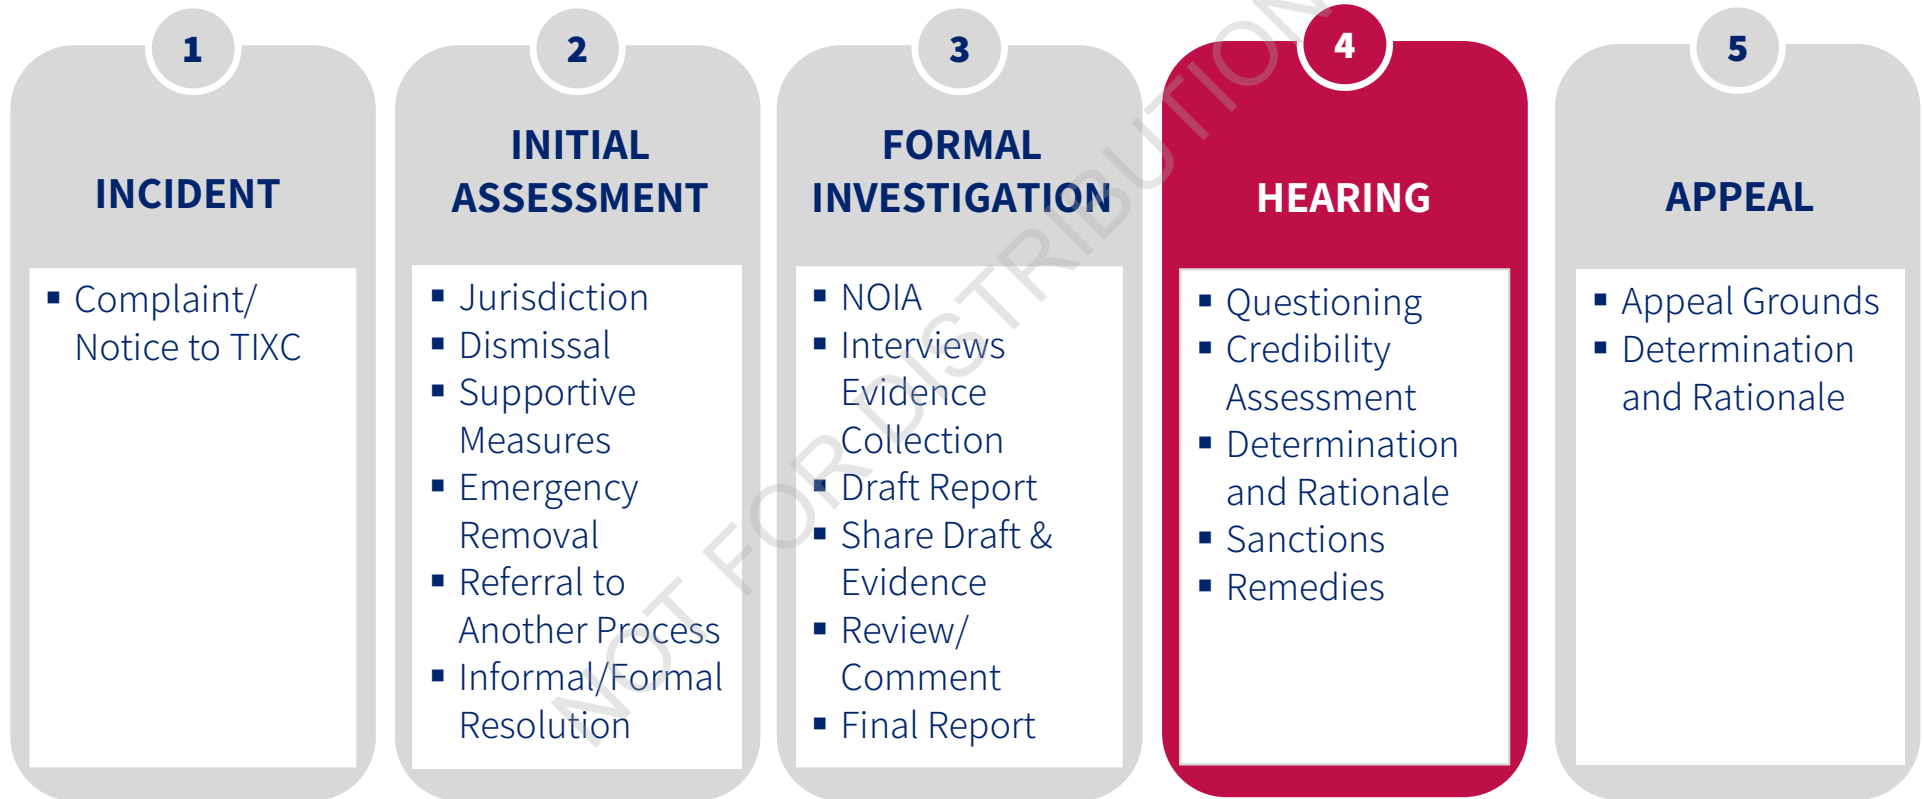 1
INCIDENT
▪ Complaint/
Notice to TIXC
2
INITIAL
ASSESSMENT
▪ Jurisdiction
▪ Dismissal
▪ Supportive
Measures
▪ Emergency
Removal
▪ Referral to
Another Process
▪ Informal/Formal
Resolution
3
FORMAL
INVESTIGATION
▪ NOIA
▪ Interviews
Evidence
Collection
▪ Draft Report
▪ Share Draft &
Evidence
▪ Review/
Comment
▪ Final Report
4
HEARING
▪ Questioning
▪ Credibility
Assessment
▪ Determination
and Rationale
▪ Sanctions
▪ Remedies
5
APPEAL
▪ Appeal Grounds
▪ Determination
and Rationale
NOT FOR DISTRIBUTION